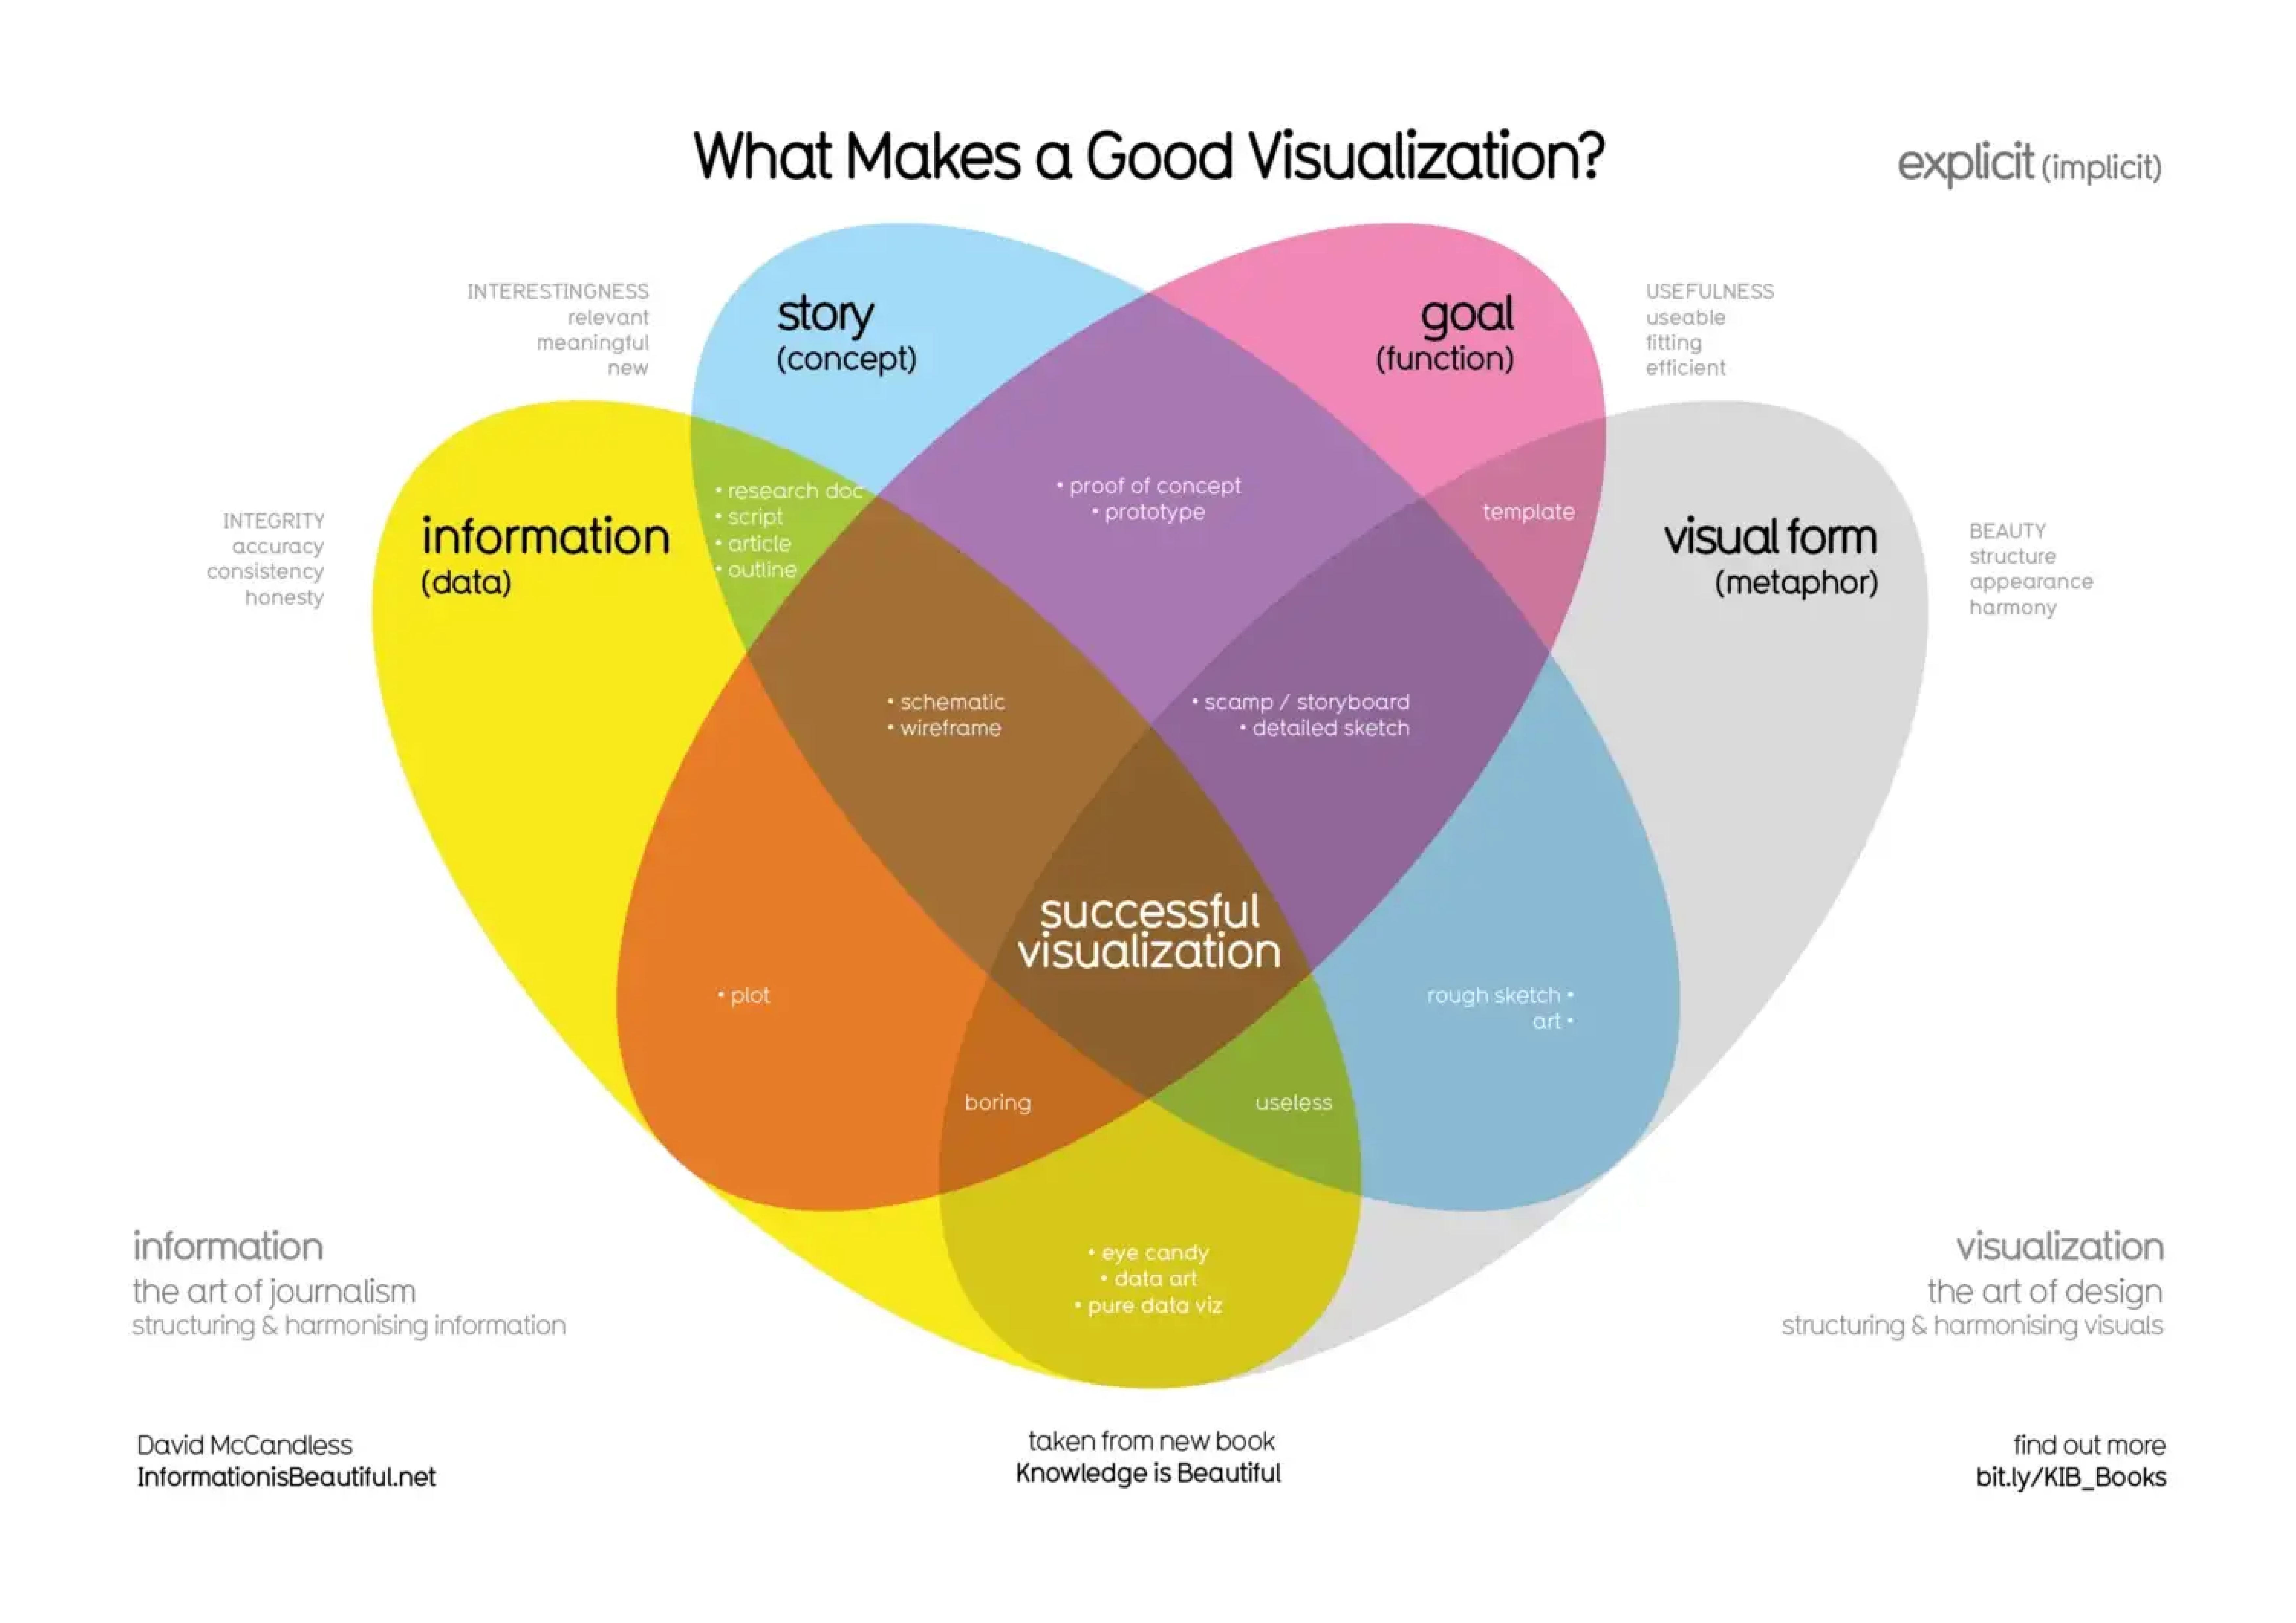 What Makes a Good Visualization?
explicit (implicit)
INTERESTINGNESS
relevant
meaningful
new
story
(concept)
goal
(function)
USEFULNESS
useable
fitting
efficient
INTEGRITY
accuracy
consistency
honesty
information
(data)
• research doc
• script
• article
• outline
• proof of concept
• prototype
template
visual form
(metaphor)
BEAUTY
structure
appearance
harmony
• schematic
• wireframe
• scamp / storyboard
• detailed sketch
successful
visualization
• plot
rough sketch •
art •
boring
useless
• eye candy
• data art
• pure data viz
information
the art of journalism
structuring & harmonising information
visualization
the art of design
structuring & harmonising visuals
David McCandless
InformationisBeautiful.net
taken from new book
Knowledge is Beautiful
find out more
bit.ly/KIB_Books